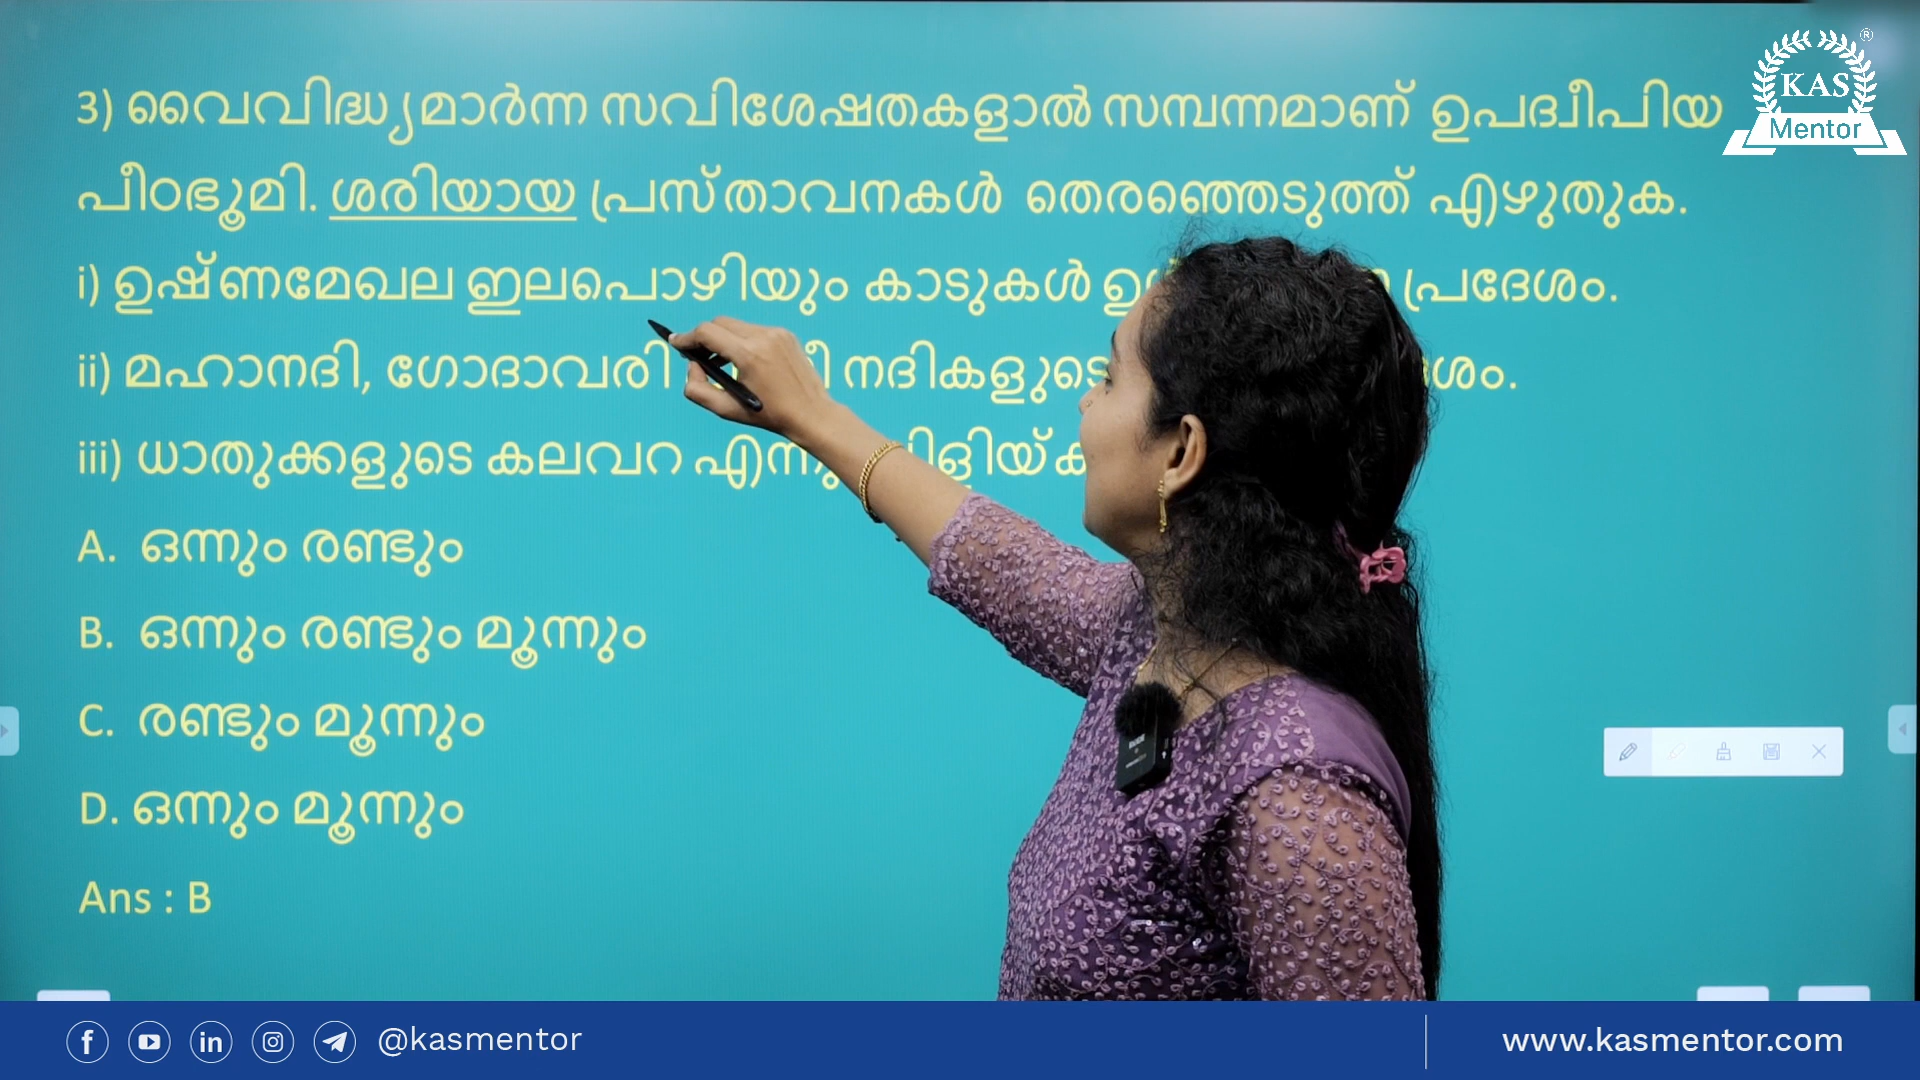 3) വൈവിദ്ധ്യമാർന്ന സവിശേഷതകളാൽ സമ്പന്നമാണ് ഉപദ്വീപിയ
പീഠഭൂമി. ശരിയായ പ്രസ്താവനകൾ തെരഞ്ഞെടുത്ത് എഴുതുക.
i) ഉഷ്ണമേഖല ഇലപൊഴിയും കാടുകൾ പ്രദേശം.
ii) മഹാനദി, ഗോദാവരി നദികളുടെ
iii) ധാതുക്കളുടെ കലവറ
A. ഒന്നും രണ്ടും
B. ഒന്നും രണ്ടും മൂന്നും
C. രണ്ടും മൂന്നും
D. ഒന്നും മൂന്നും
Ans : B
KAS
Mentor
@kasmentor
www.kasmentor.com